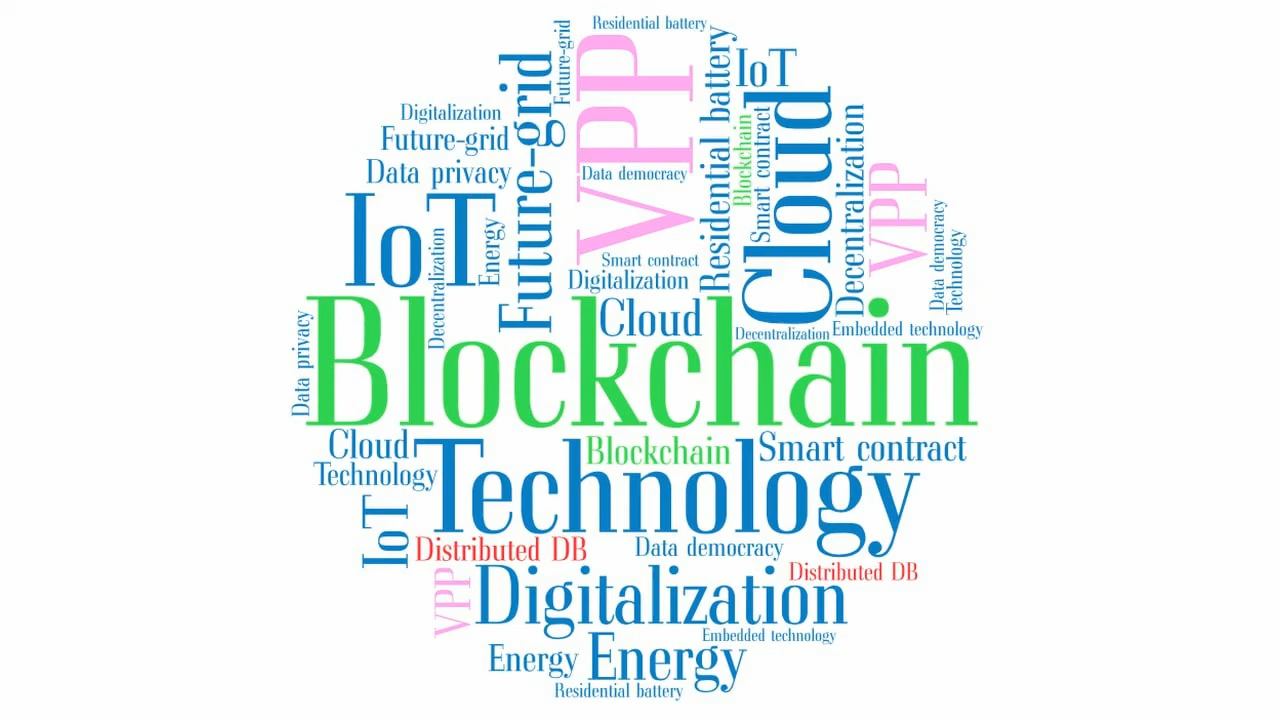 Residential battery
Future-grid
VPP
IoT
Future-grid
Residential battery
Cloud
Digitalization
Blockchain
Smart contract
Decentralization
Future-grid
Data privacy
Data democracy
VPP
IoT
Energy
Decentralization
Data democracy
Technology
Smart contract
Digitalization
Blockchain
Cloud
Decentralization
Embedded technology
Data privacy
Cloud
Technology
Blockchain
Smart contract
Technology
IoT
Distributed DB
Data democracy
Distributed DB
VPP
Digitalization
Embedded technology
Energy
Energy
Residential battery